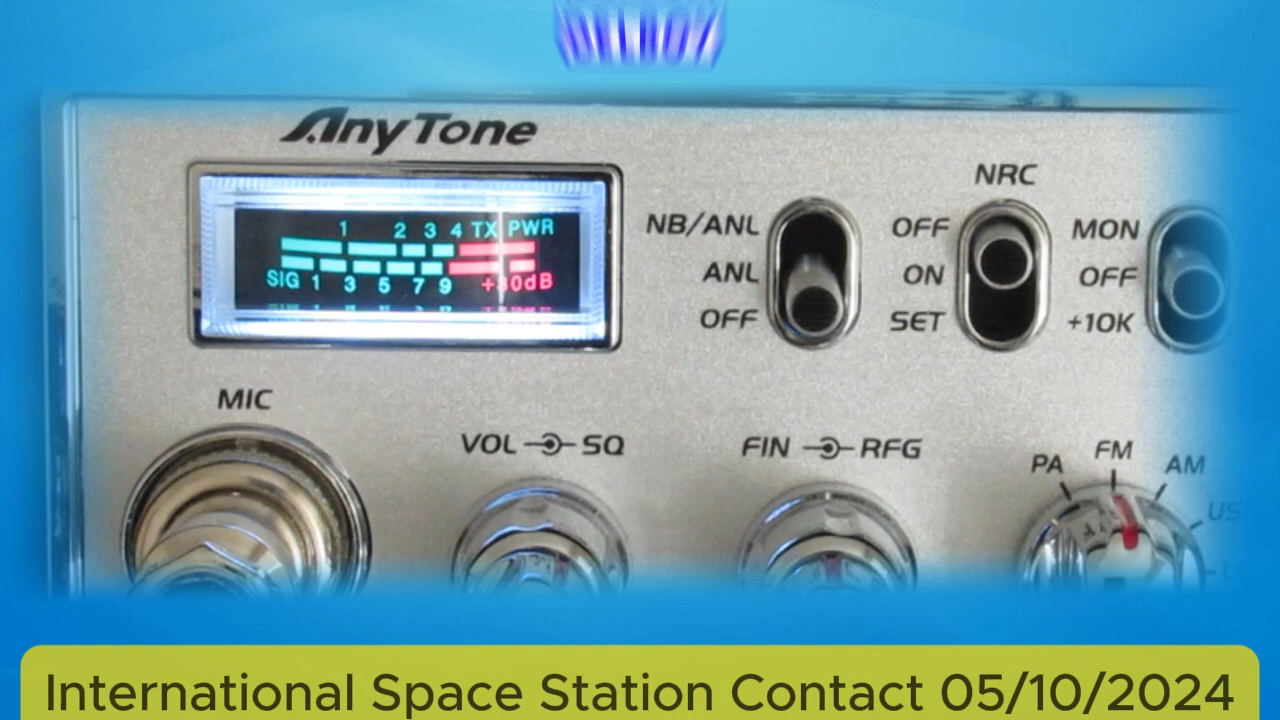 AnyTone
NRC
NB/ANL
ANL
OFF
OFF
ON
SET
MON
OFF
+10K
1 2 3 4 TX PWR
SIG 1 3 5 7 9 +30dB
MIC
VOL SQ
FIN RFG
PA FM AM
International Space Station Contact 05/10/2024